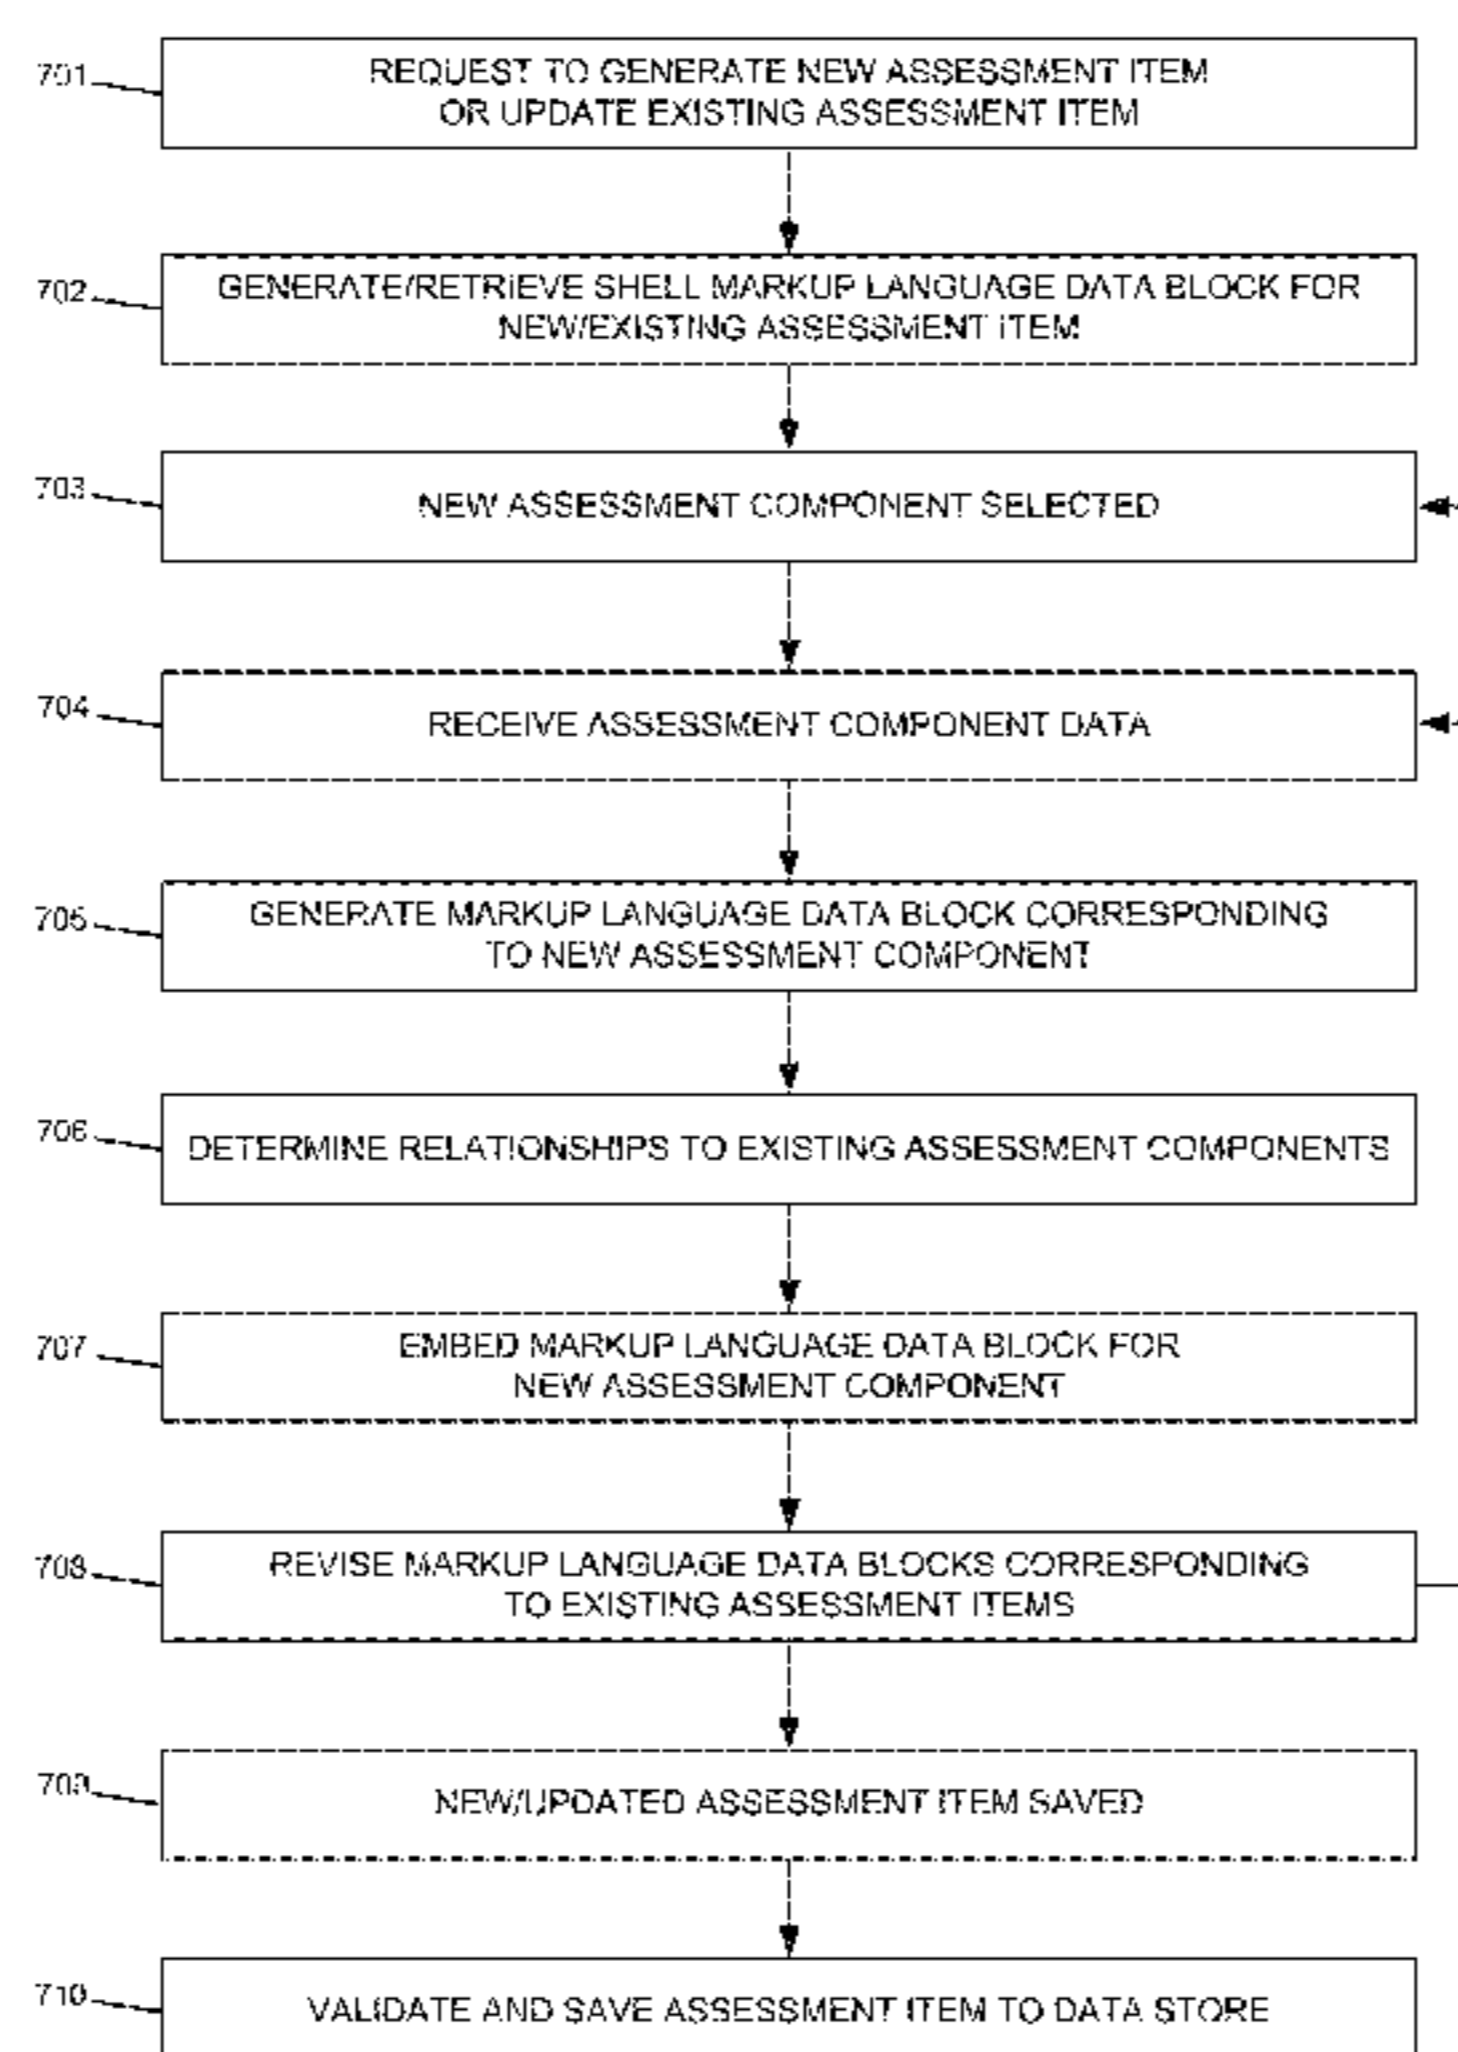 701
REQUEST TO GENERATE NEW ASSESSMENT ITEM
OR UPDATE EXISTING ASSESSMENT ITEM
702
GENERATE/RETRIEVE SHELL MARKUP LANGUAGE DATA BLOCK FOR
NEW/EXISTING ASSESSMENT ITEM
703
NEW ASSESSMENT COMPONENT SELECTED
704
RECEIVE ASSESSMENT COMPONENT DATA
705
GENERATE MARKUP LANGUAGE DATA BLOCK CORRESPONDING
TO NEW ASSESSMENT COMPONENT
706
DETERMINE RELATIONSHIPS TO EXISTING ASSESSMENT COMPONENTS
707
EMBED MARKUP LANGUAGE DATA BLOCK FOR
NEW ASSESSMENT COMPONENT
708
REVISE MARKUP LANGUAGE DATA BLOCKS CORRESPONDING
TO EXISTING ASSESSMENT ITEMS
709
NEW/UPDATED ASSESSMENT ITEM SAVED
710
VALIDATE AND SAVE ASSESSMENT ITEM TO DATA STORE